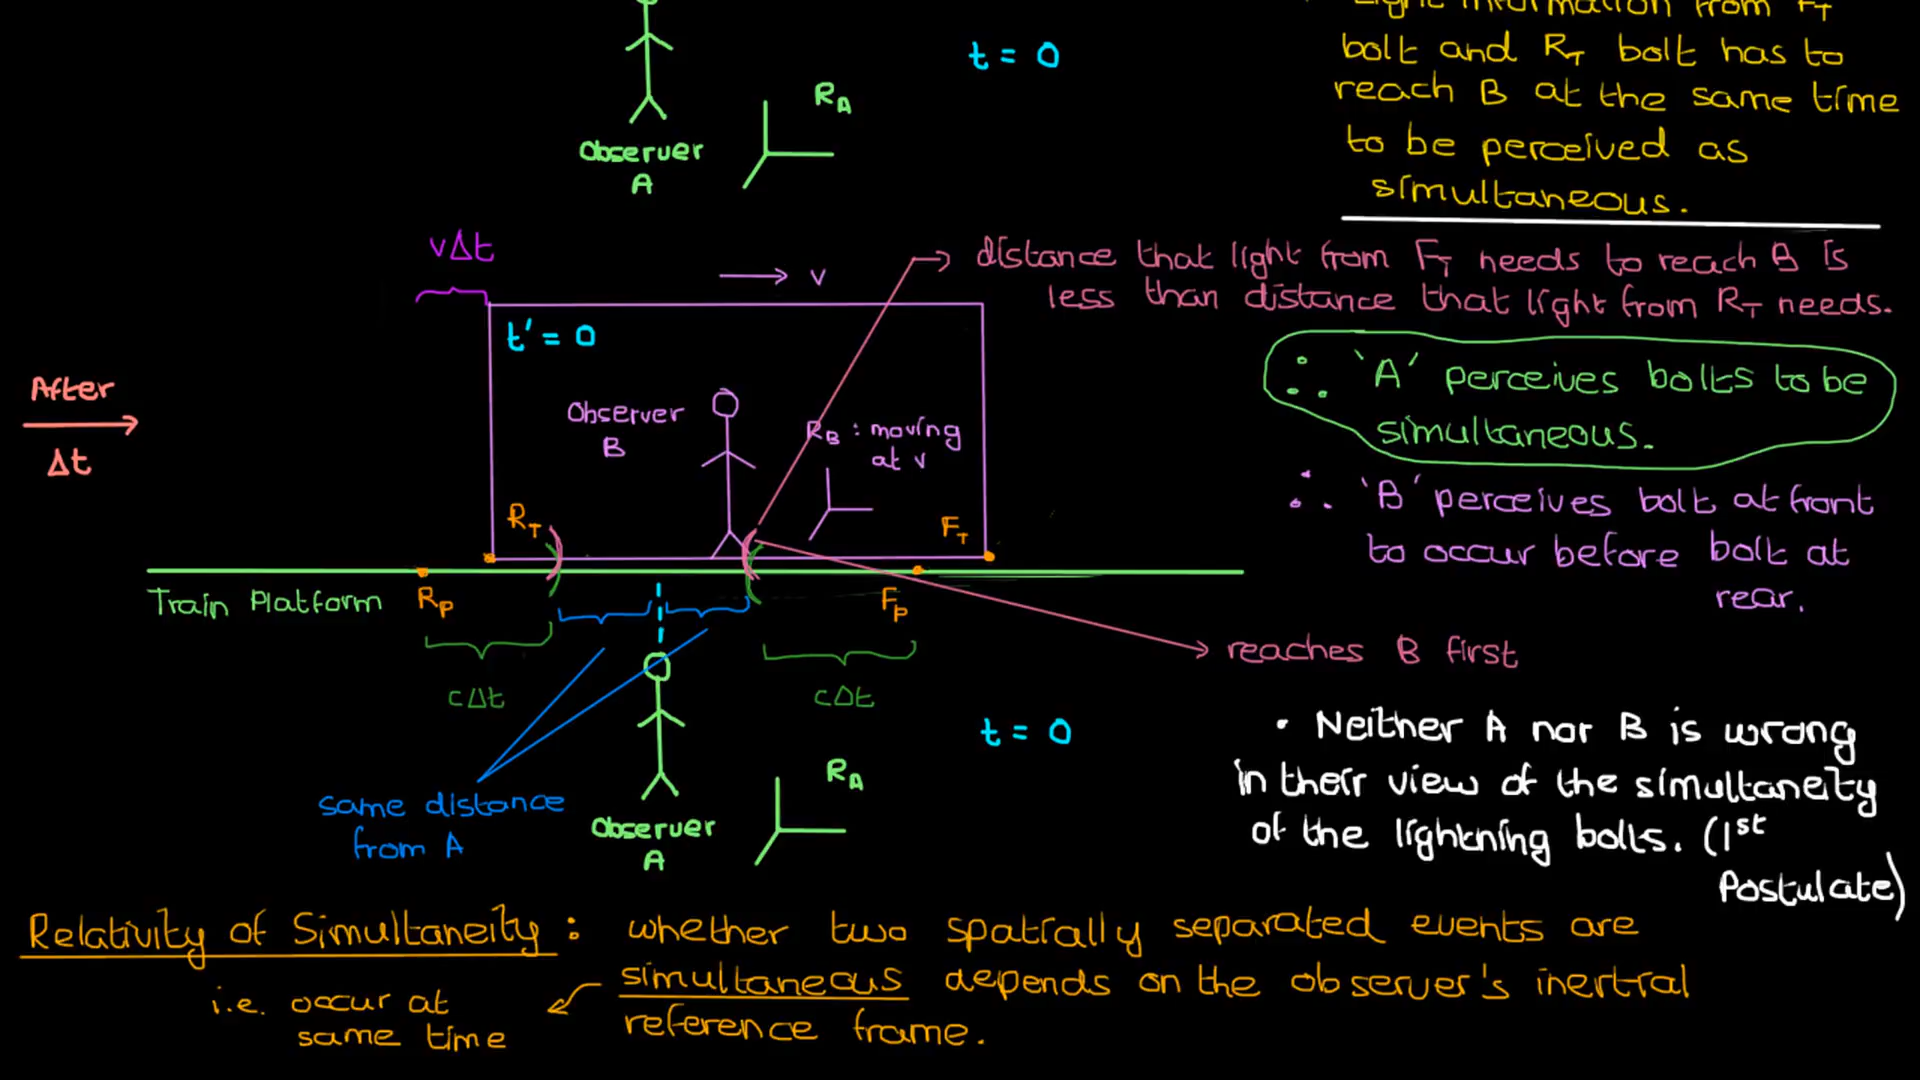 Light information from F_T
bolt and R_T bolt has to
reach B at the same time
to be perceived as
simultaneous.
t = 0
R_A
Observer
A
vΔt
→ v
→ distance that light from F_T needs to reach B is
less than distance that light from R_T needs.
t' = 0
After
Δt
Observer
B
R_B : moving
at v
∴ 'A' perceives bolts to be
simultaneous.
∴ 'B' perceives bolt at front
to occur before bolt at
rear.
R_T
F_T
Train Platform
R_P
F_P
cΔt
cΔt
→ reaches B first
same distance
from A
Observer
A
R_A
t = 0
• Neither A nor B is wrong
in their view of the simultaneity
of the lightning bolts. (1st
Postulate)
Relativity of Simultaneity : whether two spatially separated events are
simultaneous depends on the observer's inertial
reference frame.
i.e. occur at
same time